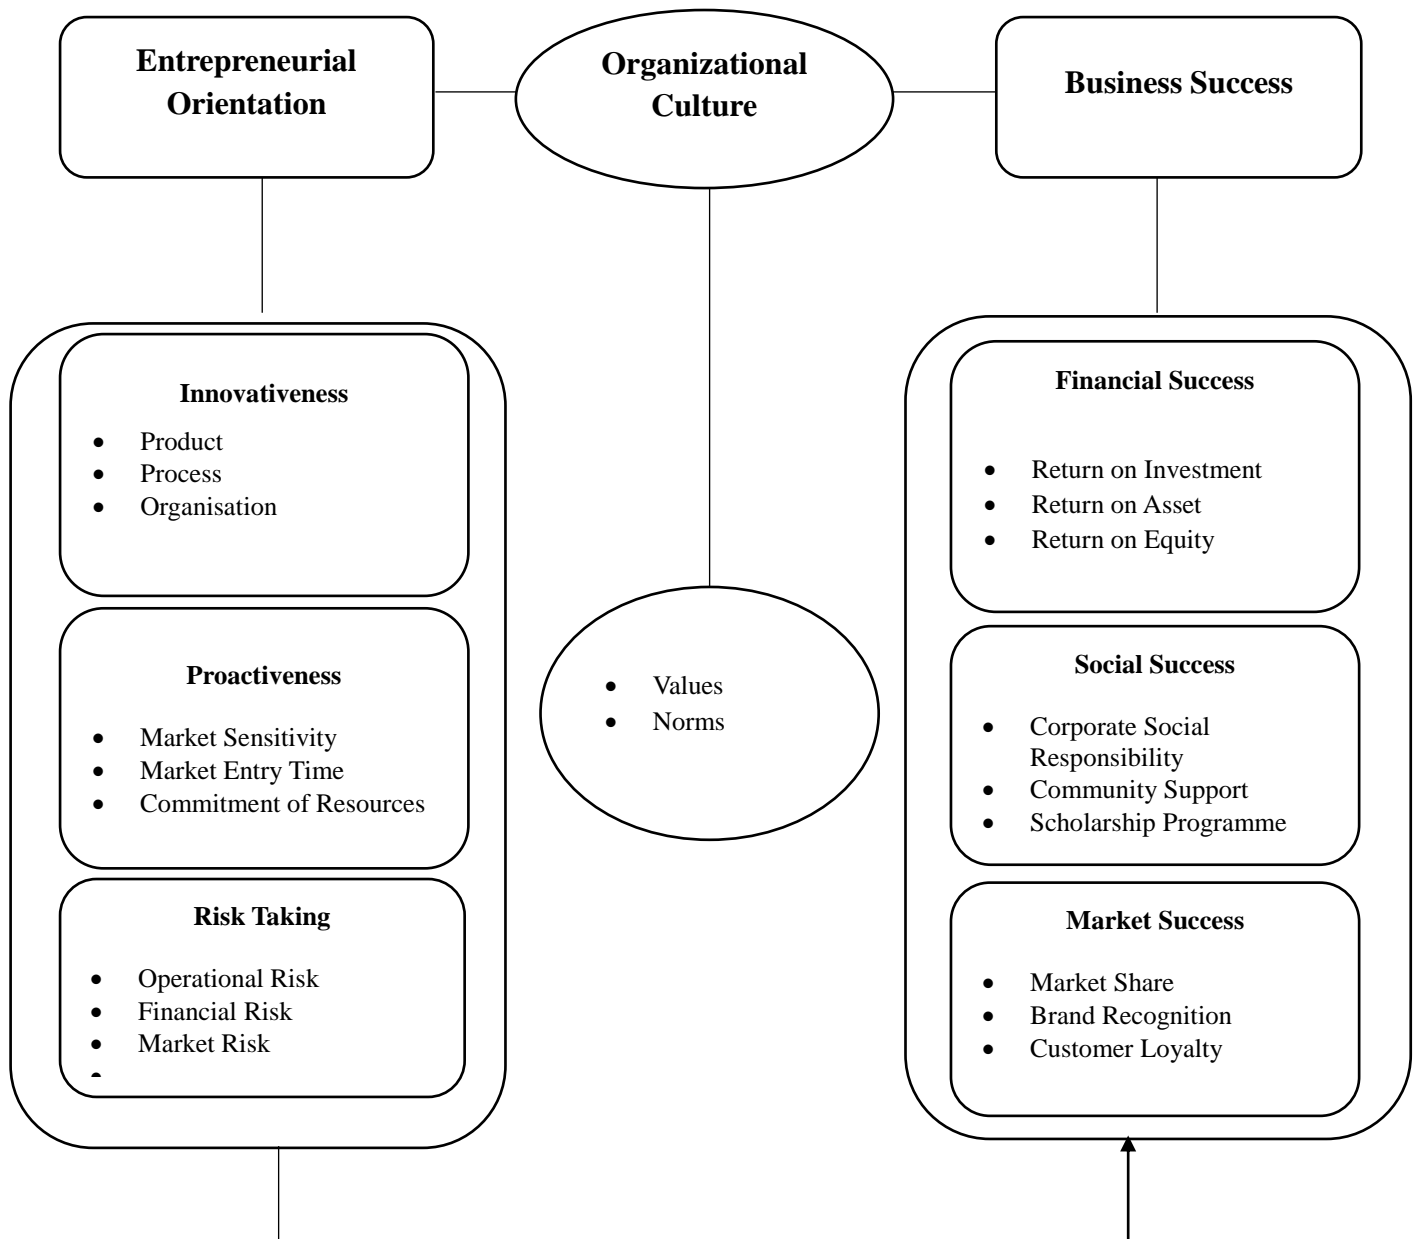 Entrepreneurial
Orientation
Organizational
Culture
Business Success
Innovativeness
• Product
• Process
• Organisation
Proactiveness
• Market Sensitivity
• Market Entry Time
• Commitment of Resources
Risk Taking
• Operational Risk
• Financial Risk
• Market Risk
•
• Values
• Norms
Financial Success
• Return on Investment
• Return on Asset
• Return on Equity
Social Success
• Corporate Social
Responsibility
• Community Support
• Scholarship Programme
Market Success
• Market Share
• Brand Recognition
• Customer Loyalty